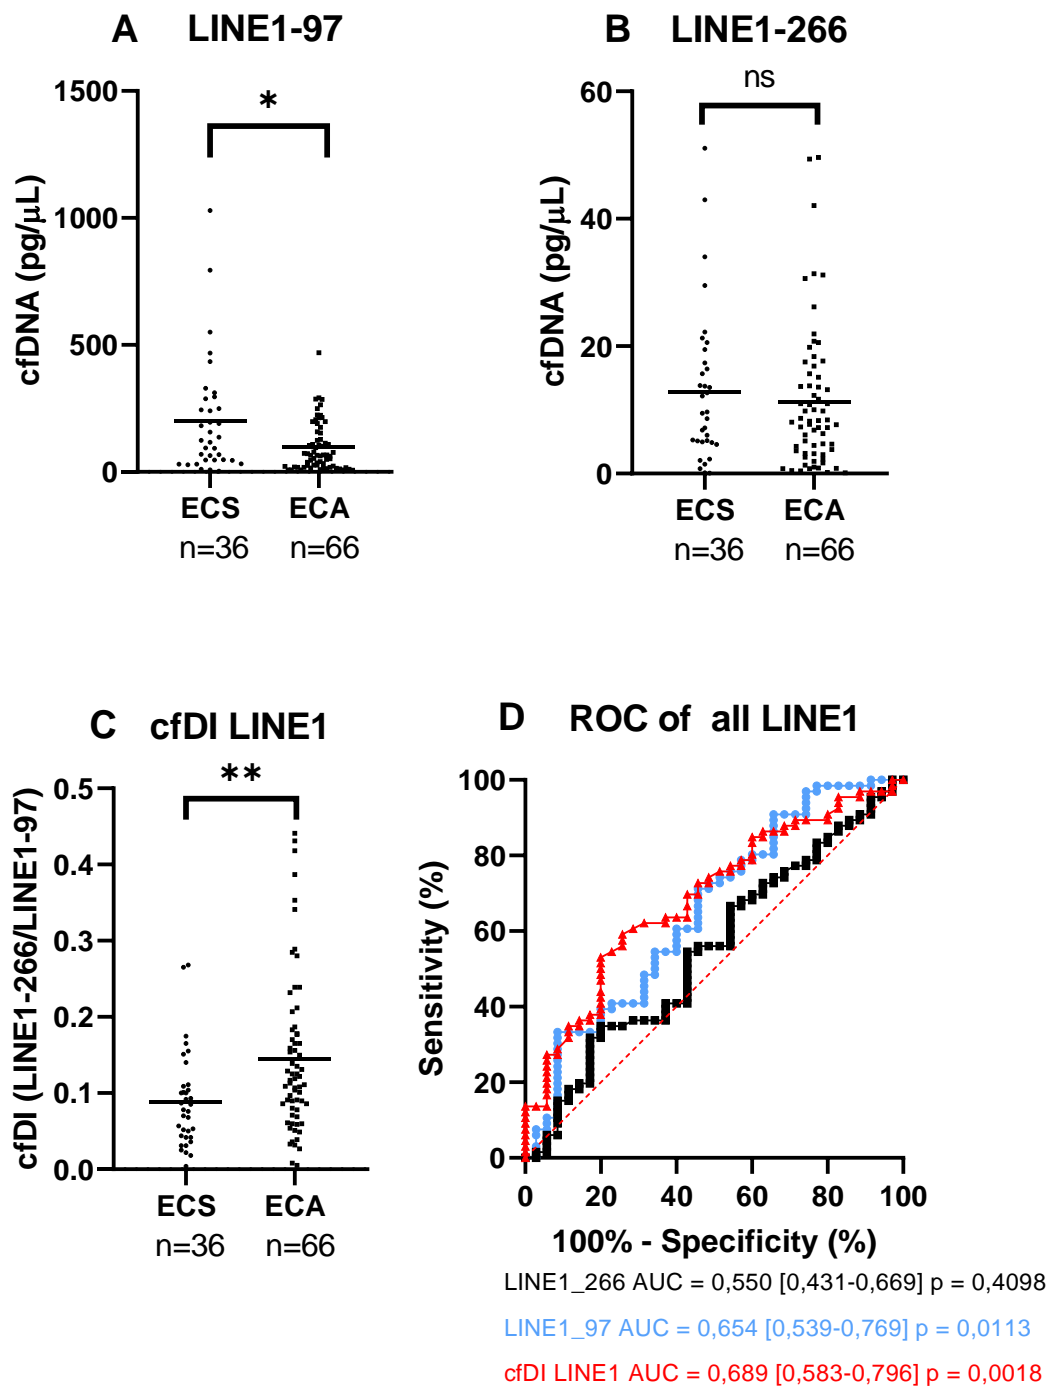 A LINE1-97
1500
1000
500
0
cfDNA (pg/µL)
*
ECS ECA
n=36 n=66
B LINE1-266
60
40
20
0
cfDNA (pg/µL)
ns
ECS ECA
n=36 n=66
C cfDI LINE1
0.5
0.4
0.3
0.2
0.1
0.0
cfDI (LINE1-266/LINE1-97)
**
ECS ECA
n=36 n=66
D ROC of all LINE1
100
80
60
40
20
0
Sensitivity (%)
0 20 40 60 80 100
100% - Specificity (%)
LINE1_266 AUC = 0,550 [0,431-0,669] p = 0,4098
LINE1_97 AUC = 0,654 [0,539-0,769] p = 0,0113
cfDI LINE1 AUC = 0,689 [0,583-0,796] p = 0,0018